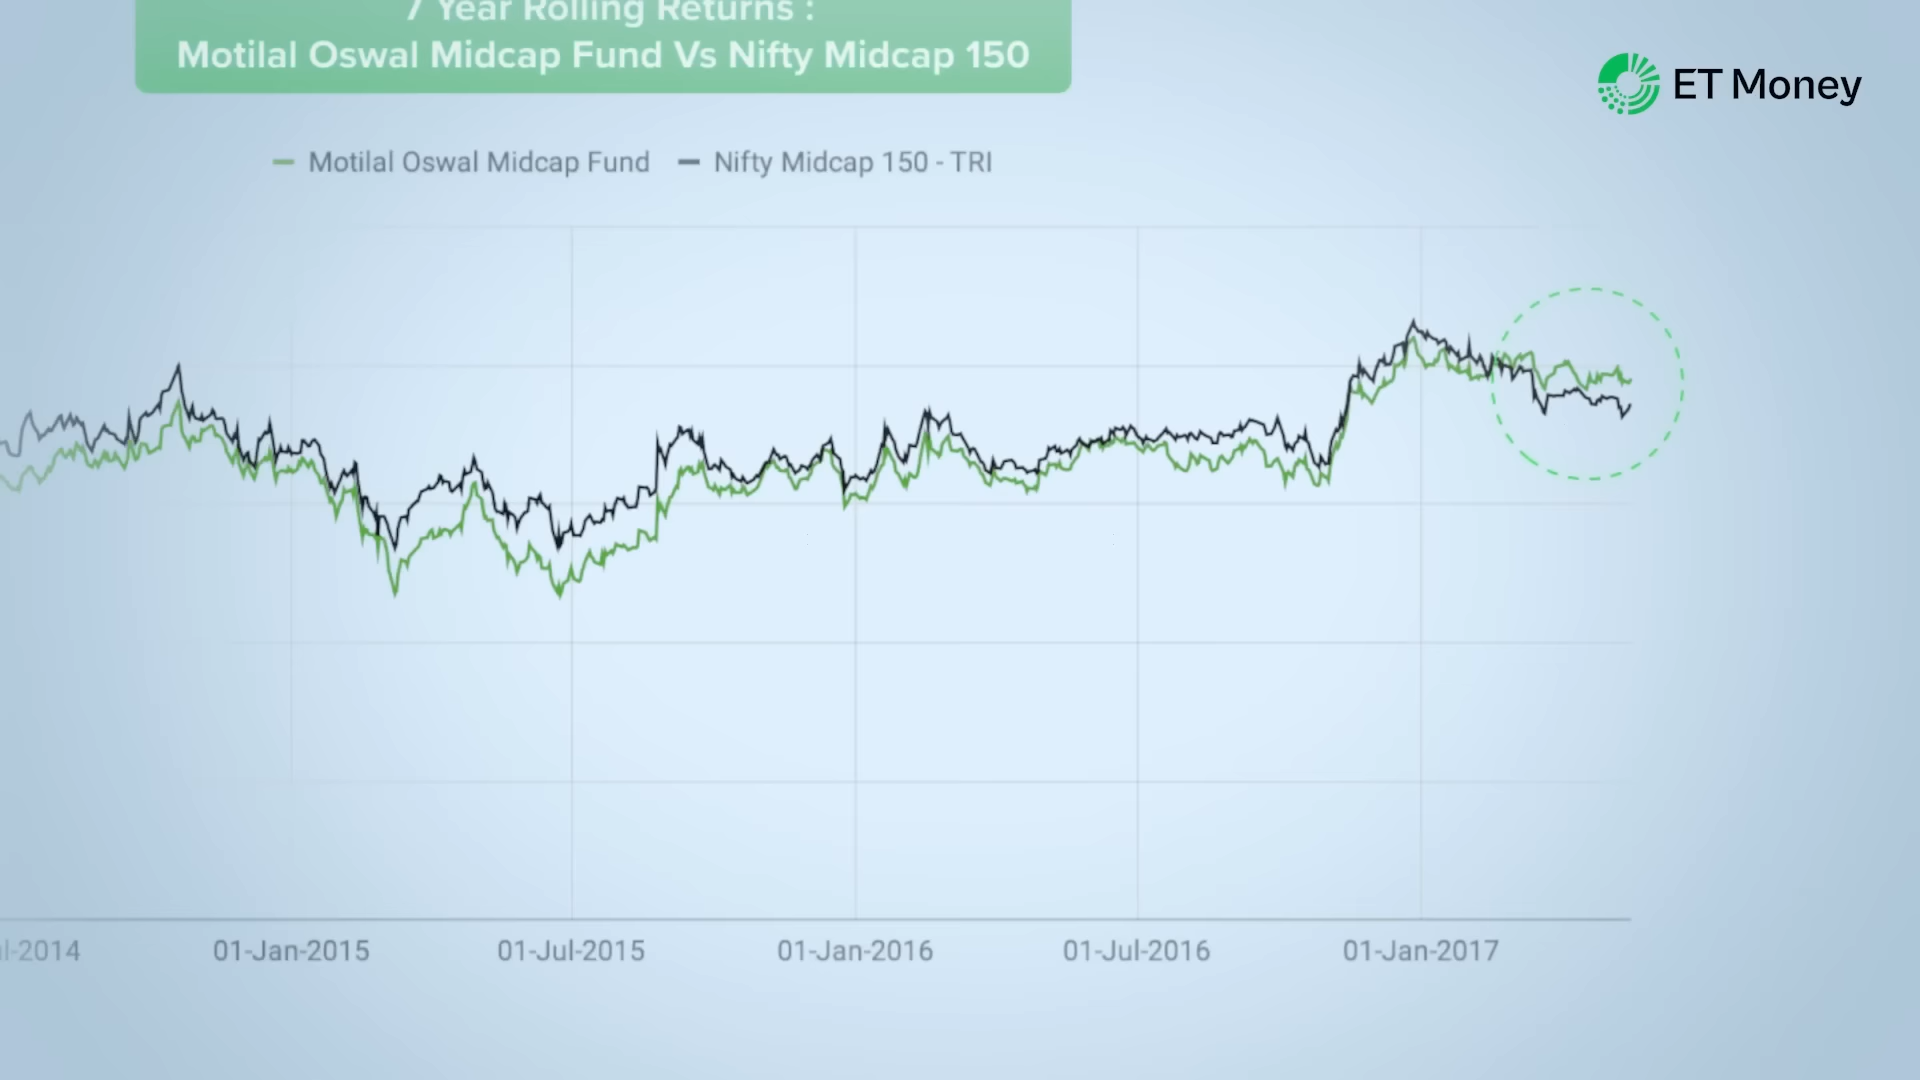 7 Year Rolling Returns :
Motilal Oswal Midcap Fund Vs Nifty Midcap 150
ET Money
Motilal Oswal Midcap Fund
Nifty Midcap 150 - TRI
l-2014
01-Jan-2015
01-Jul-2015
01-Jan-2016
01-Jul-2016
01-Jan-2017